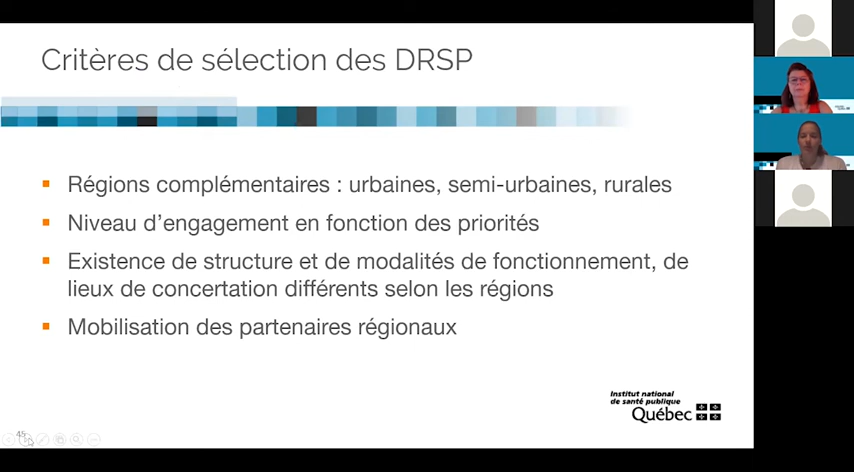 Critères de sélection des DRSP
Régions complémentaires : urbaines, semi-urbaines, rurales
Niveau d’engagement en fonction des priorités
Existence de structure et de modalités de fonctionnement, de
lieux de concertation différents selon les régions
Mobilisation des partenaires régionaux
Institut national
de santé publique
Québec
45